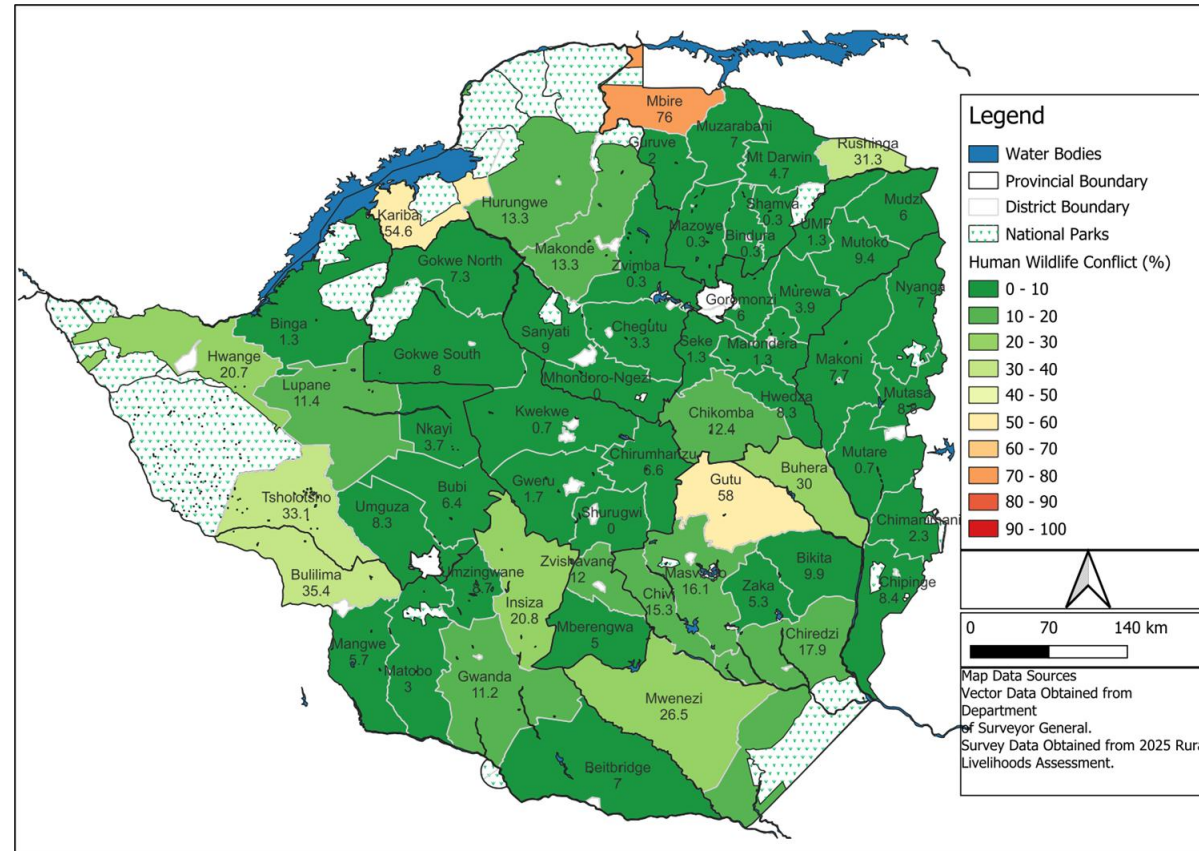 Mbire
76
Muzarabani
7
Guruve
2
Mt Darwin
4.7
Rushinga
31.3
Kariba
54.6
Hurungwe
13.3
Makonde
13.3
Mazowe
0.3
Shamva
0.3
Bindura
0.3
UMP
1.3
Mudzi
6
Mutoko
9.4
Gokwe North
7.3
Zvimba
0.3
Goromonzi
6
Murewa
3.9
Nyanga
7
Binga
1.3
Sanyati
9
Chegutu
3.3
Seke
1.3
Marondera
1.3
Makoni
7.7
Hwange
20.7
Gokwe South
8
Mhondoro-Ngezi
0
Lupane
11.4
Hwedza
8.3
Mutasa
Kwekwe
0.7
Chikomba
12.4
Nkayi
3.7
Chirumhanzu
6.6
Mutare
0.7
Gutu
58
Buhera
30
Tsholotsho
33.1
Umguza
8.3
Bubi
6.4
Gweru
1.7
Shurugwi
0
Chimanimani
2.3
Bulilima
35.4
Zvishavane
12
Masvingo
16.1
Bikita
9.9
Chipinge
8.4
Insiza
20.8
Chivi
15.3
Zaka
5.3
Mberengwa
5
Chiredzi
17.9
Mangwe
5.7
Matobo
3
Gwanda
11.2
Mwenezi
26.5
Beitbridge
7
Legend
Water Bodies
Provincial Boundary
District Boundary
National Parks
Human Wildlife Conflict (%)
0 - 10
10 - 20
20 - 30
30 - 40
40 - 50
50 - 60
60 - 70
70 - 80
80 - 90
90 - 100
0 70 140 km
Map Data Sources
Vector Data Obtained from
Department
of Surveyor General.
Survey Data Obtained from 2025 Rura
Livelihoods Assessment.